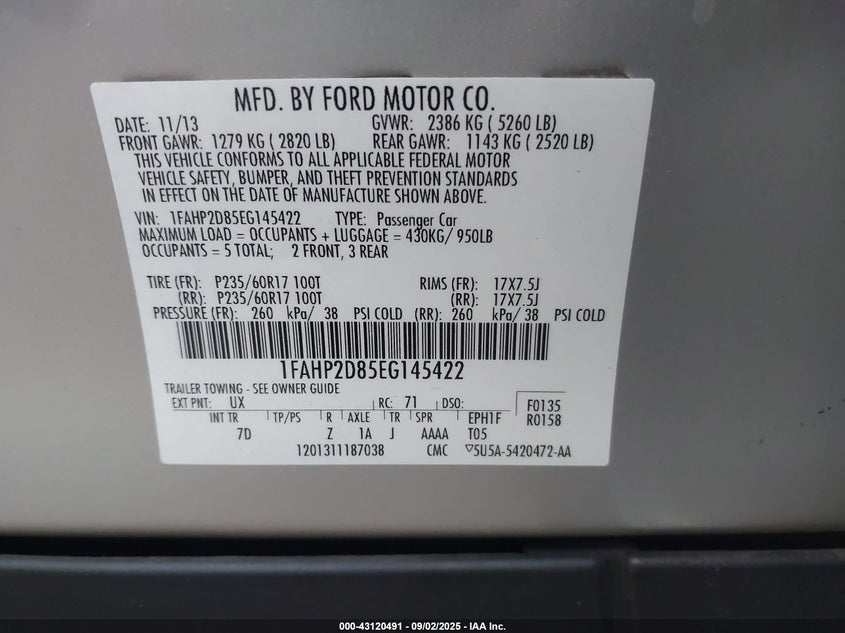 MFD. BY FORD MOTOR CO.
DATE: 11/13 GVWR: 2386 KG ( 5260 LB)
FRONT GAWR: 1279 KG ( 2820 LB) REAR GAWR: 1143 KG ( 2520 LB)
THIS VEHICLE CONFORMS TO ALL APPLICABLE FEDERAL MOTOR
VEHICLE SAFETY, BUMPER, AND THEFT PREVENTION STANDARDS
IN EFFECT ON THE DATE OF MANUFACTURE SHOWN ABOVE.
VIN: 1FAHP2D85EG145422 TYPE: Passenger Car
MAXIMUM LOAD = OCCUPANTS + LUGGAGE = 430KG/ 950LB
OCCUPANTS = 5 TOTAL; 2 FRONT, 3 REAR
TIRE (FR): P235/60R17 100T RIMS (FR): 17X7.5J
(RR): P235/60R17 100T (RR): 17X7.5J
PRESSURE (FR): 260 kPa/ 38 PSI COLD (RR): 260 kPa/ 38 PSI COLD
1FAHP2D85EG145422
TRAILER TOWING - SEE OWNER GUIDE
EXT PNT: UX RC: 71 DSO: F0135
INT TR TP/PS R AXLE TR SPR EPH1F R0158
7D Z 1A J AAAA T05
1201311187038 CMC 5U5A-5420472-AA
000-43120491 - 09/02/2025 - IAA Inc.